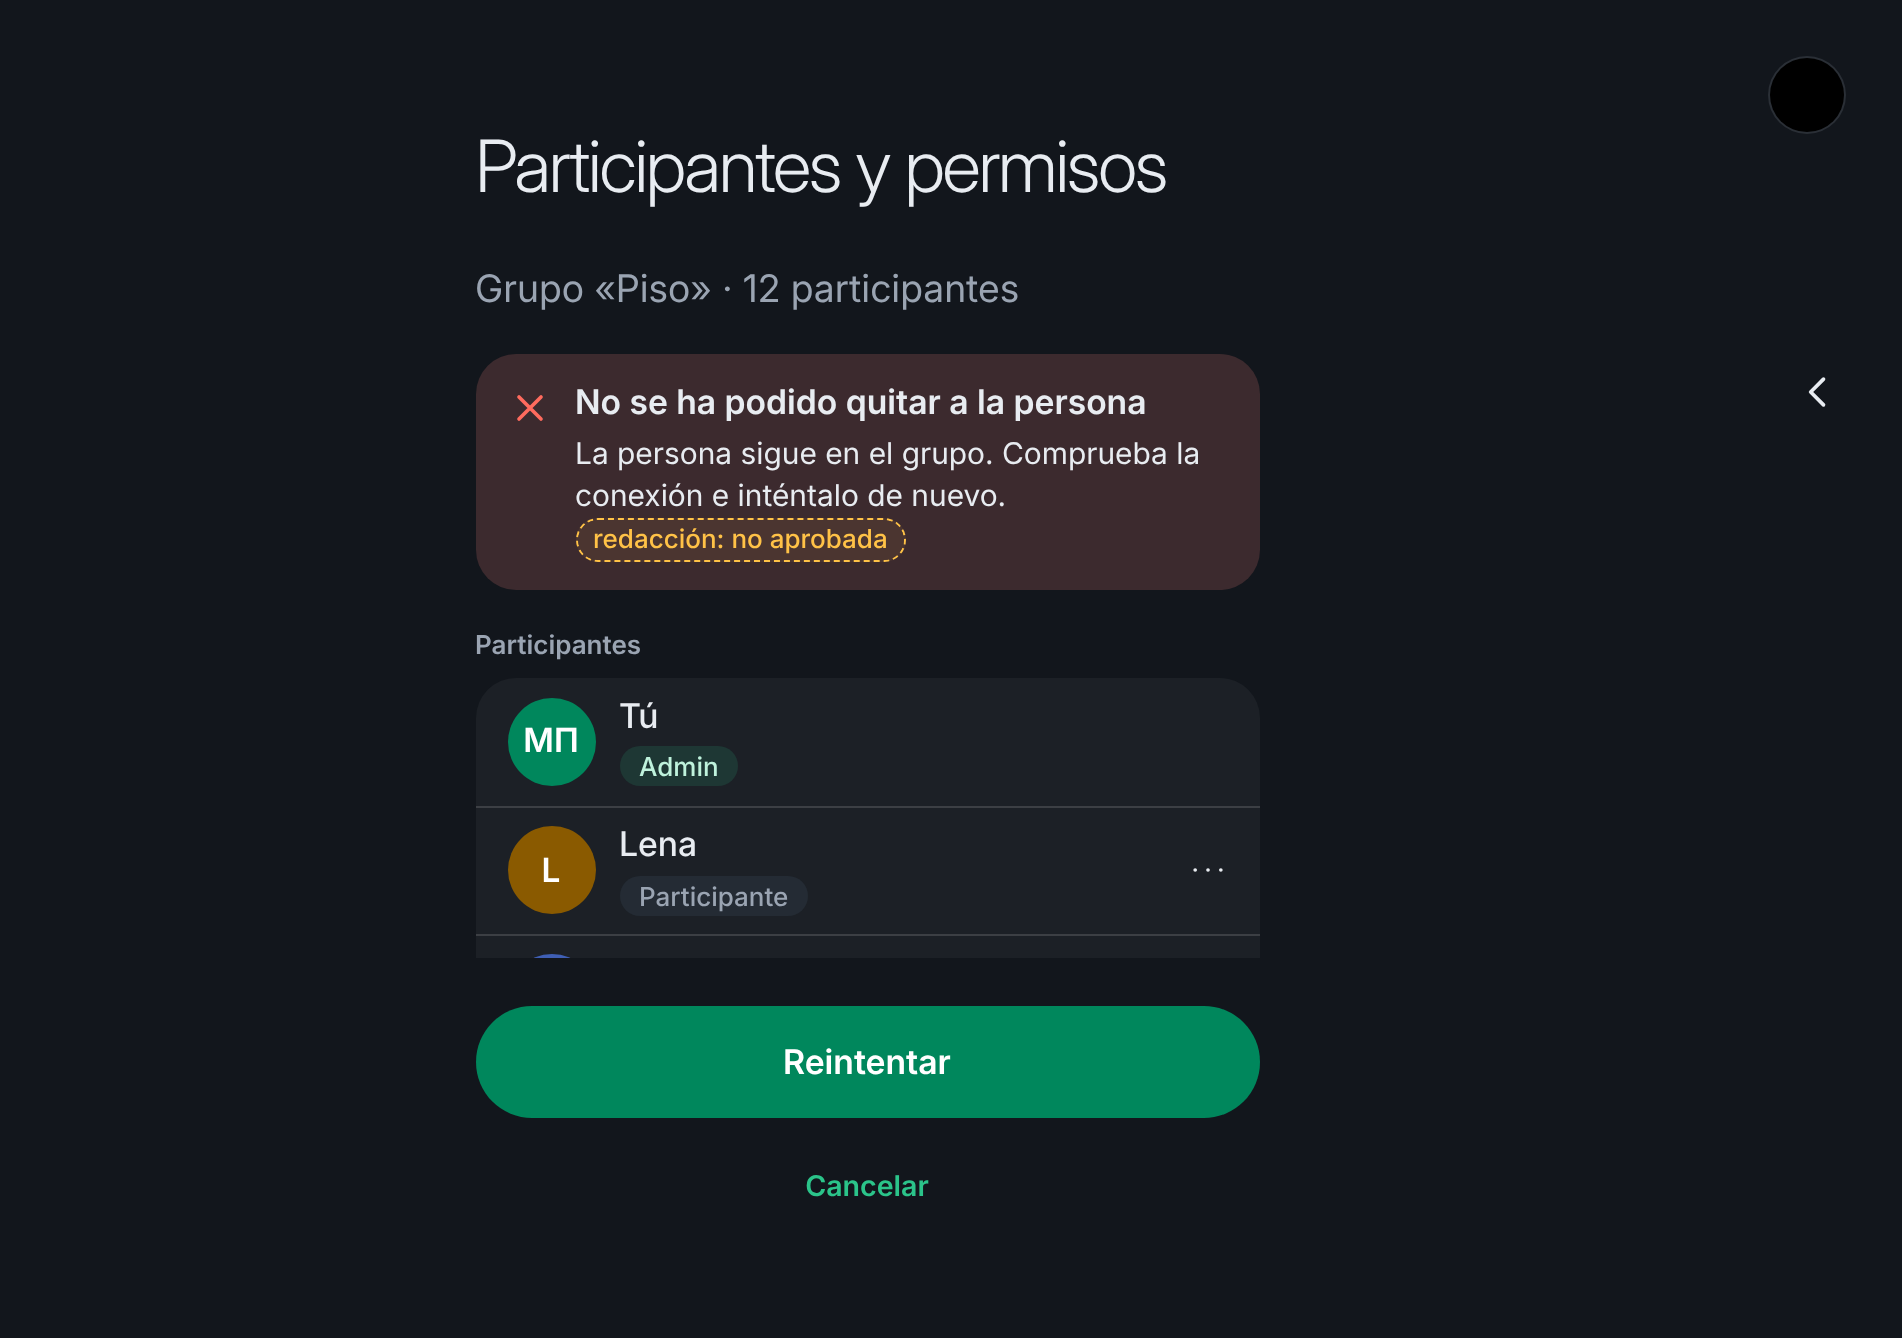 Participantes y permisos
Grupo «Piso» · 12 participantes
No se ha podido quitar a la persona
La persona sigue en el grupo. Comprueba la
conexión e inténtalo de nuevo.
redacción: no aprobada
Participantes
МП
Tú
Admin
L
Lena
Participante
Reintentar
Cancelar